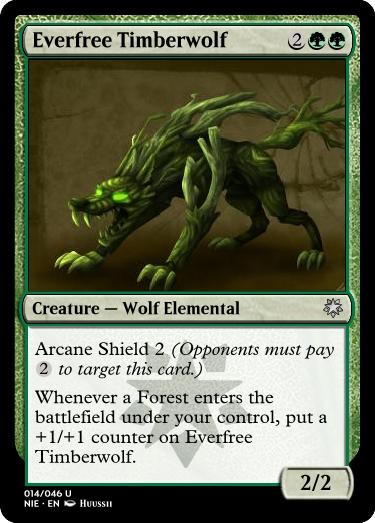 Everfree Timberwolf 2
Creature — Wolf Elemental
Arcane Shield 2 (Opponents must pay
2 to target this card.)
Whenever a Forest enters the
battlefield under your control, put a
+1/+1 counter on Everfree
Timberwolf.
2/2
014/046 U
NIE · EN Huussii